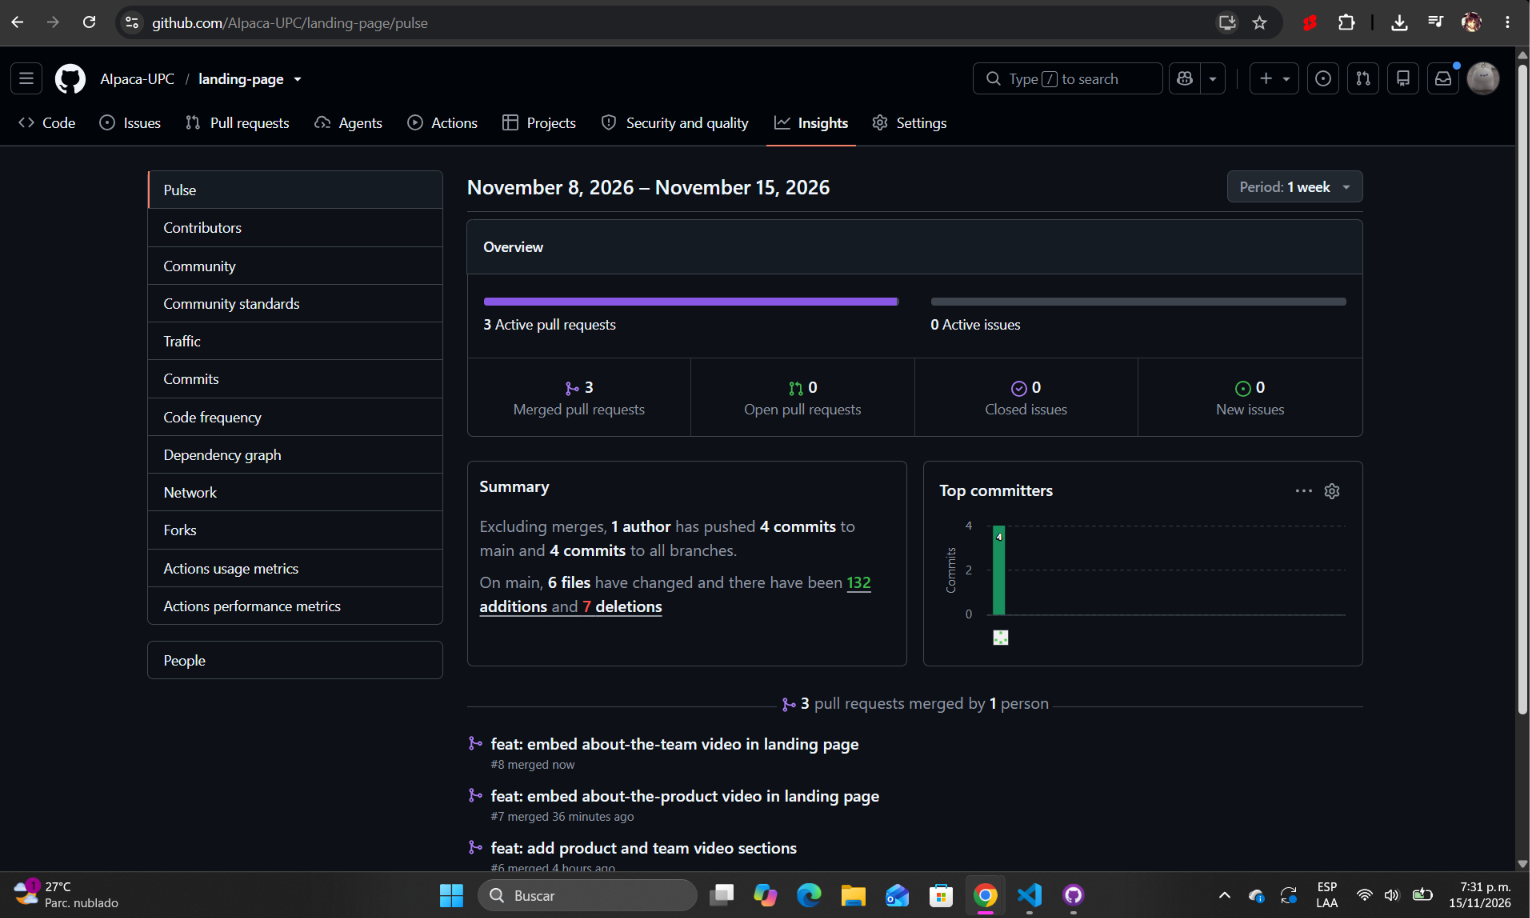 github.com/Alpaca-UPC/landing-page/pulse
Alpaca-UPC / landing-page
Type / to search
Code
Issues
Pull requests
Agents
Actions
Projects
Security and quality
Insights
Settings
Pulse
Contributors
Community
Community standards
Traffic
Commits
Code frequency
Dependency graph
Network
Forks
Actions usage metrics
Actions performance metrics
People
November 8, 2026 – November 15, 2026
Period: 1 week
Overview
3 Active pull requests
0 Active issues
3
Merged pull requests
0
Open pull requests
0
Closed issues
0
New issues
Summary
Excluding merges, 1 author has pushed 4 commits to
main and 4 commits to all branches.
On main, 6 files have changed and there have been 132
additions and 7 deletions
Top committers
Commits
4
2
0
4
3 pull requests merged by 1 person
feat: embed about-the-team video in landing page
#8 merged now
feat: embed about-the-product video in landing page
#7 merged 36 minutes ago
feat: add product and team video sections
#6 merged 4 hours ago
1
27°C
Parc. nublado
Buscar
ESP
LAA
7:31 p. m.
15/11/2026